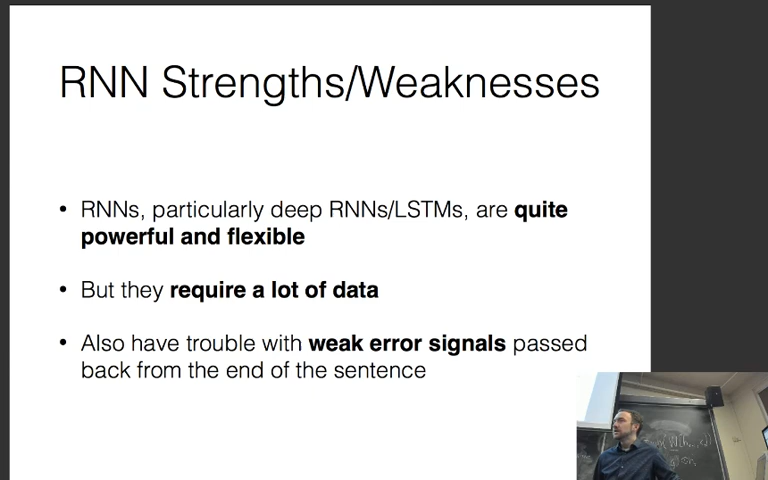 RNN Strengths/Weaknesses
• RNNs, particularly deep RNNs/LSTMs, are quite
powerful and flexible
• But they require a lot of data
• Also have trouble with weak error signals passed
back from the end of the sentence